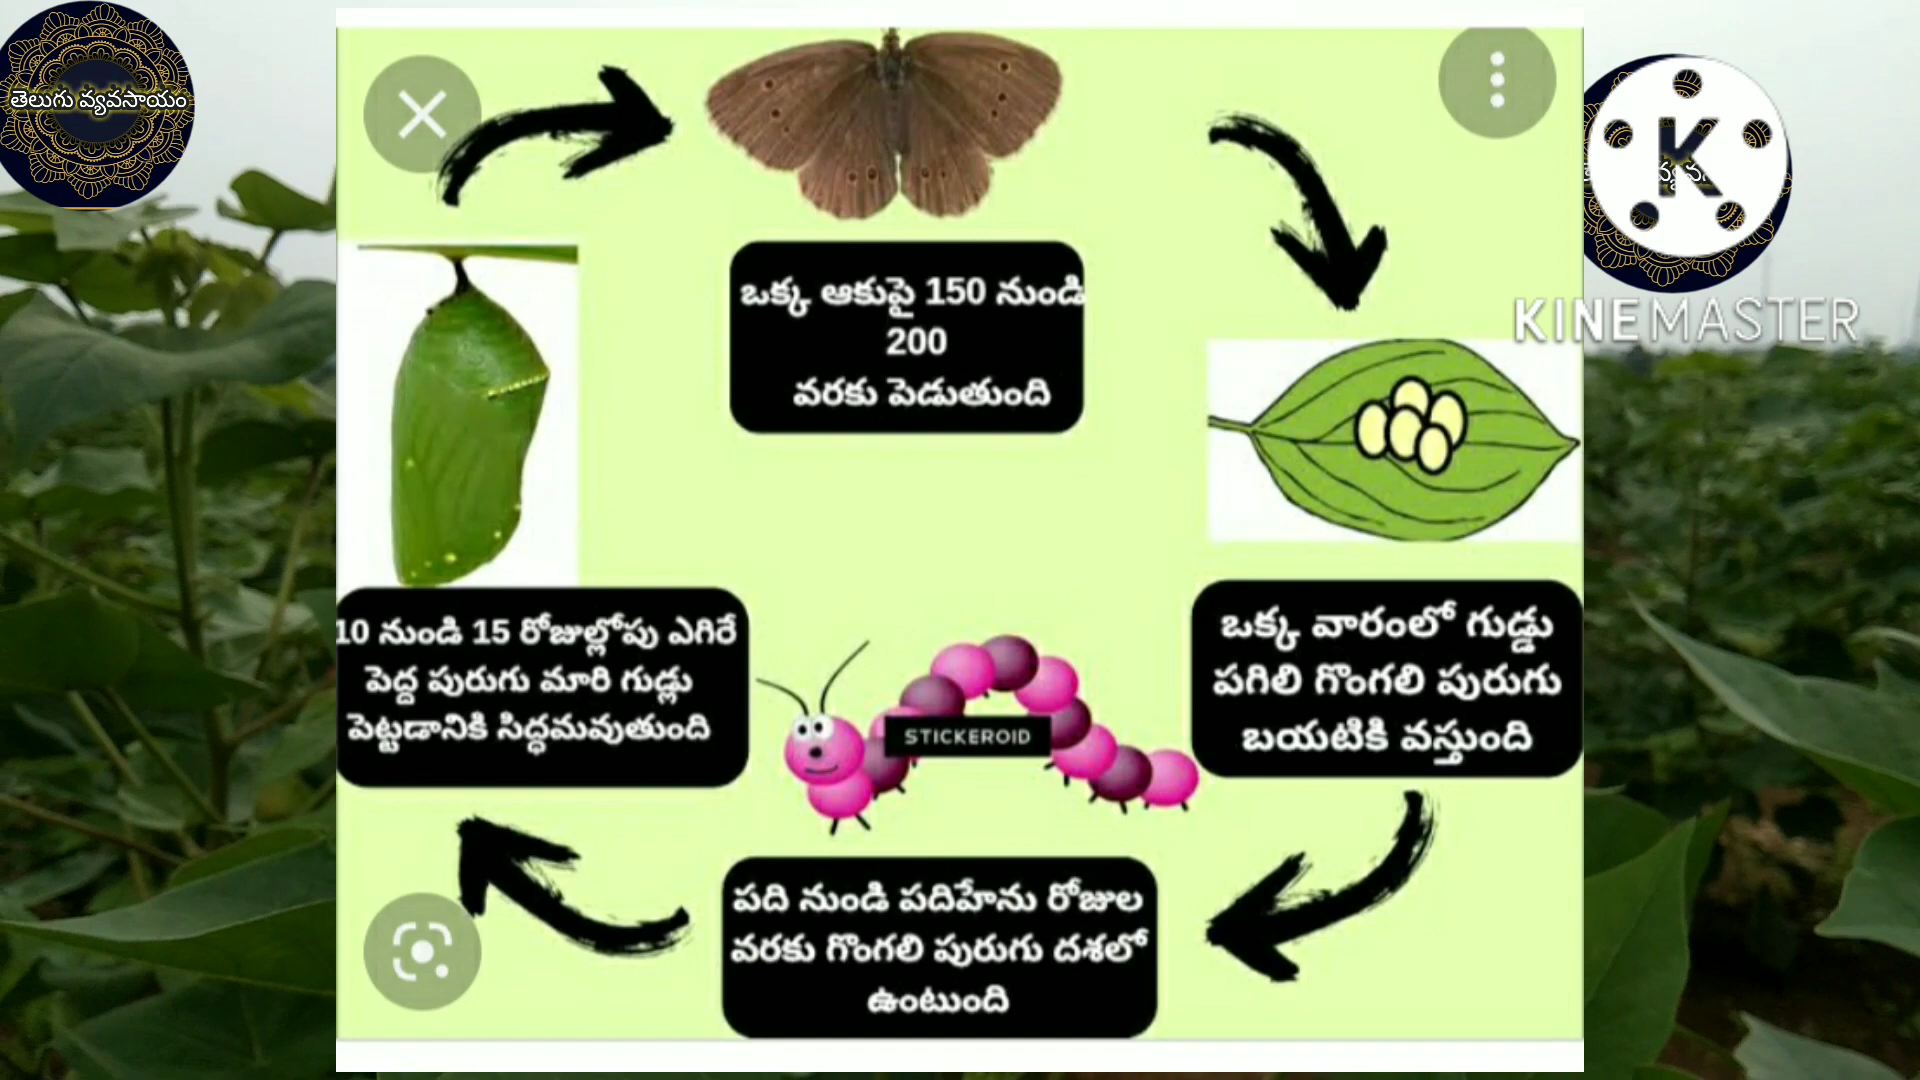 తెలుగు వ్యవసాయం
KINEMASTER
ఒక్క ఆకుపై 150 నుండి
200
వరకు పెడుతుంది
ఒక్క వారంలో గుడ్డు
పగిలి గొంగలి పురుగు
బయటికి వస్తుంది
10 నుండి 15 రోజుల్లోపు ఎగిరే
పెద్ద పురుగు మారి గుడ్లు
పెట్టడానికి సిద్ధమవుతుంది
STICKEROID
పది నుండి పదిహేను రోజుల
వరకు గొంగలి పురుగు దశలో
ఉంటుంది